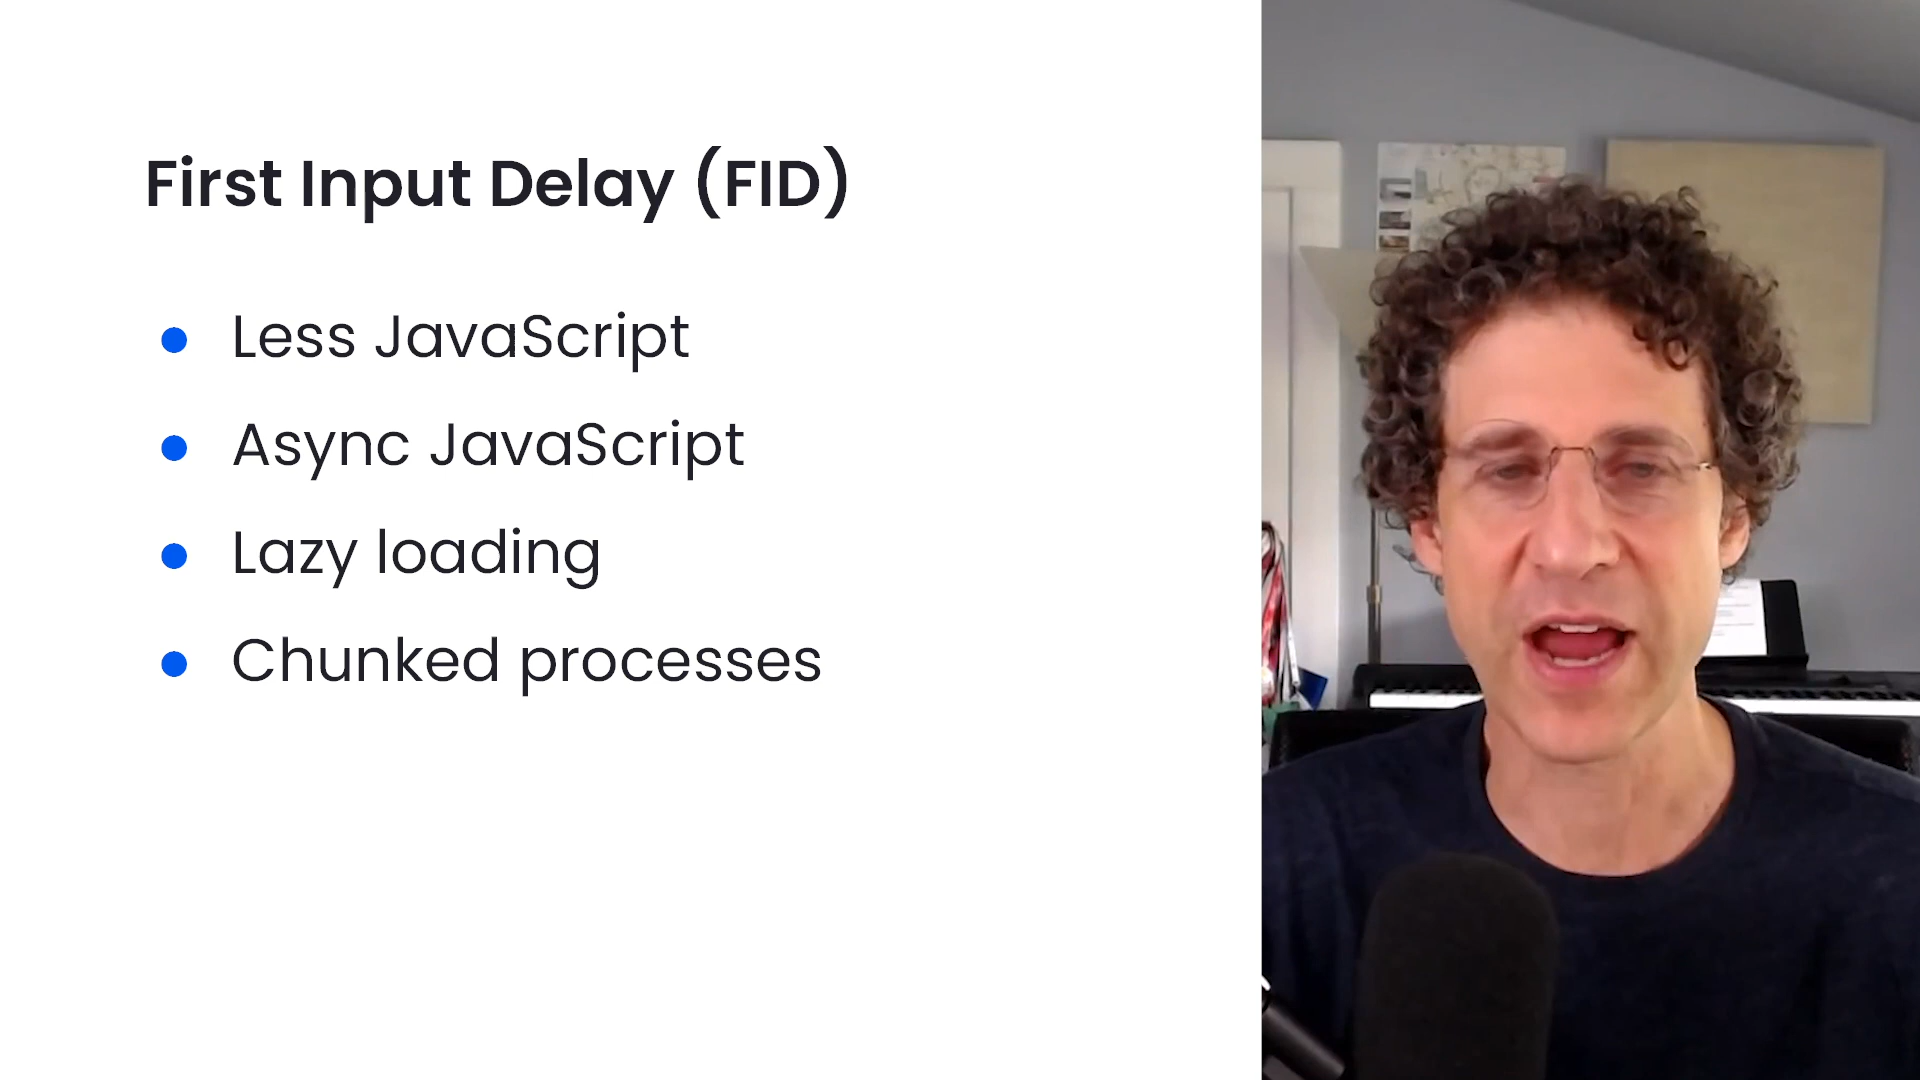 First Input Delay (FID)
Less JavaScript
Async JavaScript
Lazy loading
Chunked processes